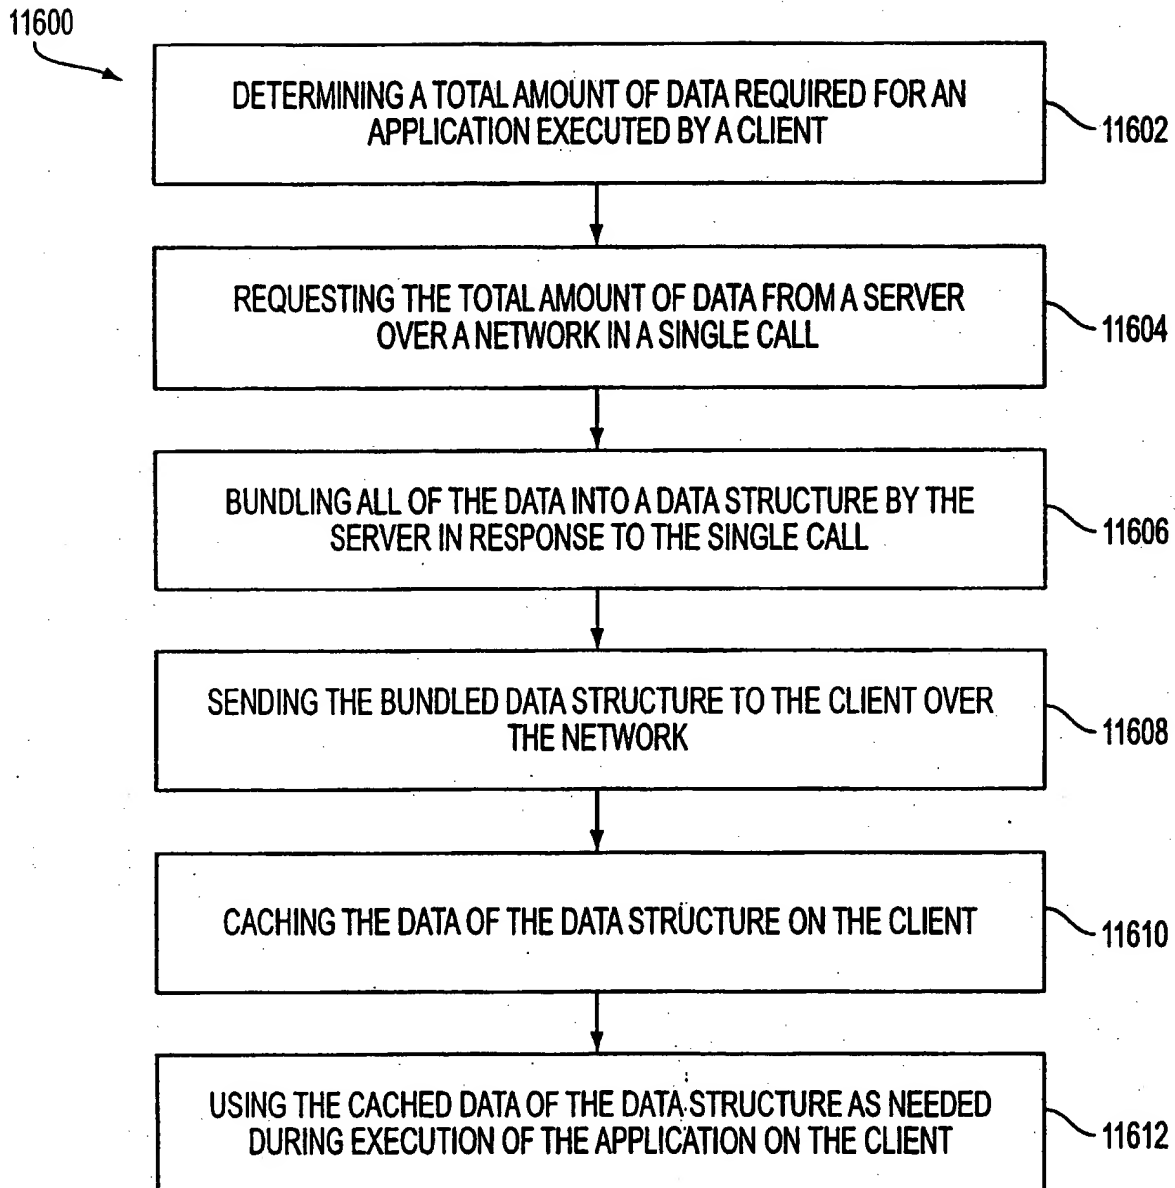 11600
DETERMINING A TOTAL AMOUNT OF DATA REQUIRED FOR AN
APPLICATION EXECUTED BY A CLIENT
11602
REQUESTING THE TOTAL AMOUNT OF DATA FROM A SERVER
OVER A NETWORK IN A SINGLE CALL
11604
BUNDLING ALL OF THE DATA INTO A DATA STRUCTURE BY THE
SERVER IN RESPONSE TO THE SINGLE CALL
11606
SENDING THE BUNDLED DATA STRUCTURE TO THE CLIENT OVER
THE NETWORK
11608
CACHING THE DATA OF THE DATA STRUCTURE ON THE CLIENT
11610
USING THE CACHED DATA OF THE DATA STRUCTURE AS NEEDED
DURING EXECUTION OF THE APPLICATION ON THE CLIENT
11612